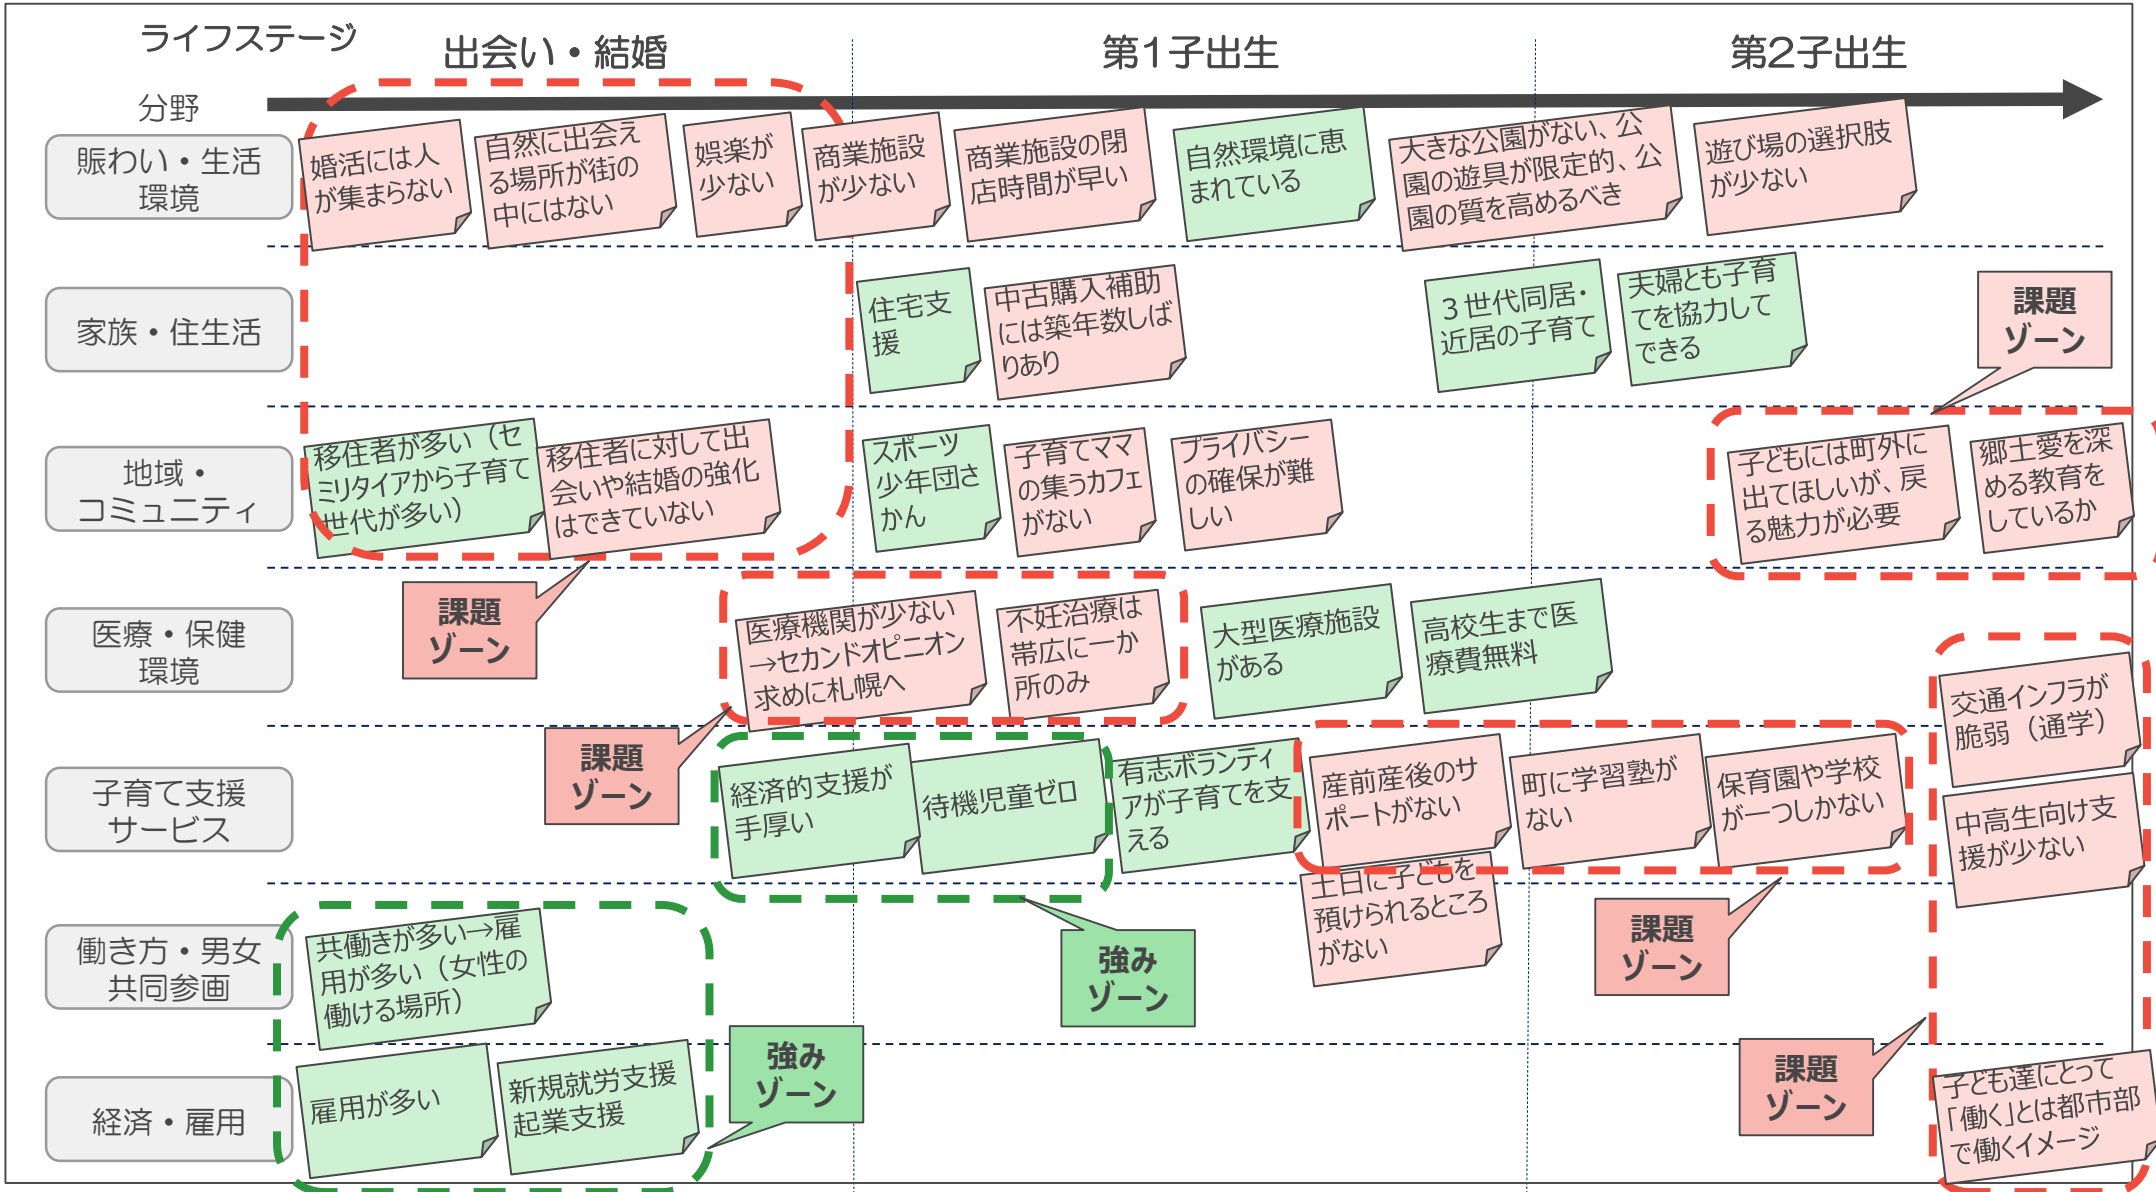 ライフステージ
出会い・結婚
第1子出生
第2子出生
分野
賑わい・生活
環境
婚活には人
が集まらない
自然に出会え
る場所が街の
中にはない
娯楽が
少ない
商業施設
が少ない
商業施設の閉
店時間が早い
自然環境に恵
まれている
大きな公園がない、公
園の遊具が限定的、公
園の質を高めるべき
遊び場の選択肢
が少ない
家族・住生活
住宅支
援
中古購入補助
には築年数しば
りあり
３世代同居・
近居の子育て
夫婦とも子育
てを協力して
できる
課題
ゾーン
地域・
コミュニティ
移住者が多い（セ
ミリタイアから子育て
世代が多い）
移住者に対して出
会いや結婚の強化
はできていない
スポーツ
少年団さ
かん
子育てママ
の集うカフェ
がない
プライバシー
の確保が難
しい
子どもには町外に
出てほしいが、戻
る魅力が必要
郷土愛を深
める教育を
しているか
課題
ゾーン
医療・保健
環境
医療機関が少ない
→セカンドオピニオン
求めに札幌へ
不妊治療は
帯広に一か
所のみ
大型医療施設
がある
高校生まで医
療費無料
交通インフラが
脆弱（通学）
課題
ゾーン
子育て支援
サービス
経済的支援が
手厚い
待機児童ゼロ
有志ボランティ
アが子育てを支
える
産前産後のサ
ポートがない
町に学習塾が
ない
保育園や学校
が一つしかない
中高生向け支
援が少ない
土日に子どもを
預けられるところ
がない
課題
ゾーン
強み
ゾーン
働き方・男女
共同参画
共働きが多い→雇
用が多い（女性の
働ける場所）
強み
ゾーン
課題
ゾーン
経済・雇用
雇用が多い
新規就労支援
起業支援
子ども達にとって
「働く」とは都市部
で働くイメージ